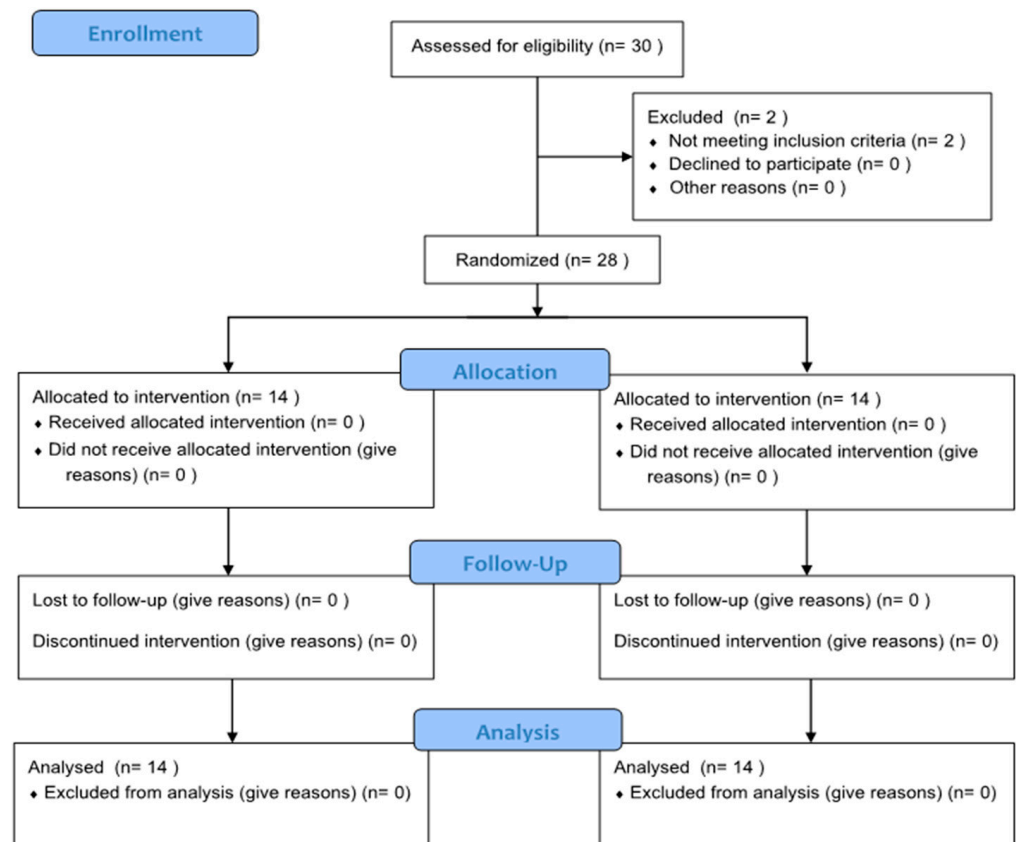 Enrollment
Assessed for eligibility (n= 30 )
Excluded (n= 2 )
♦ Not meeting inclusion criteria (n= 2 )
♦ Declined to participate (n= 0 )
♦ Other reasons (n= 0 )
Randomized (n= 28 )
Allocation
Allocated to intervention (n= 14 )
♦ Received allocated intervention (n= 0 )
♦ Did not receive allocated intervention (give
reasons) (n= 0 )
Allocated to intervention (n= 14 )
♦ Received allocated intervention (n= 0 )
♦ Did not receive allocated intervention (give
reasons) (n= 0 )
Follow-Up
Lost to follow-up (give reasons) (n= 0 )
Discontinued intervention (give reasons) (n= 0)
Lost to follow-up (give reasons) (n= 0 )
Discontinued intervention (give reasons) (n= 0)
Analysis
Analysed (n= 14 )
♦ Excluded from analysis (give reasons) (n= 0)
Analysed (n= 14 )
♦ Excluded from analysis (give reasons) (n= 0)